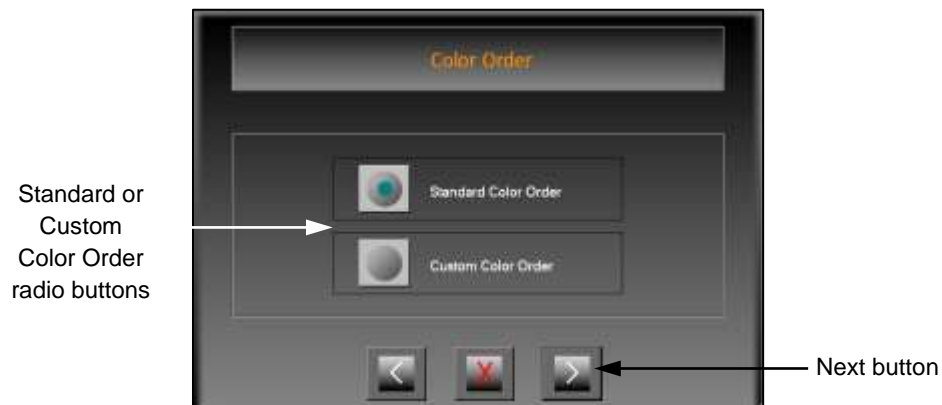 Color Order
Standard or
Custom
Color Order
radio buttons
Standard Color Order
Custom Color Order
Next button